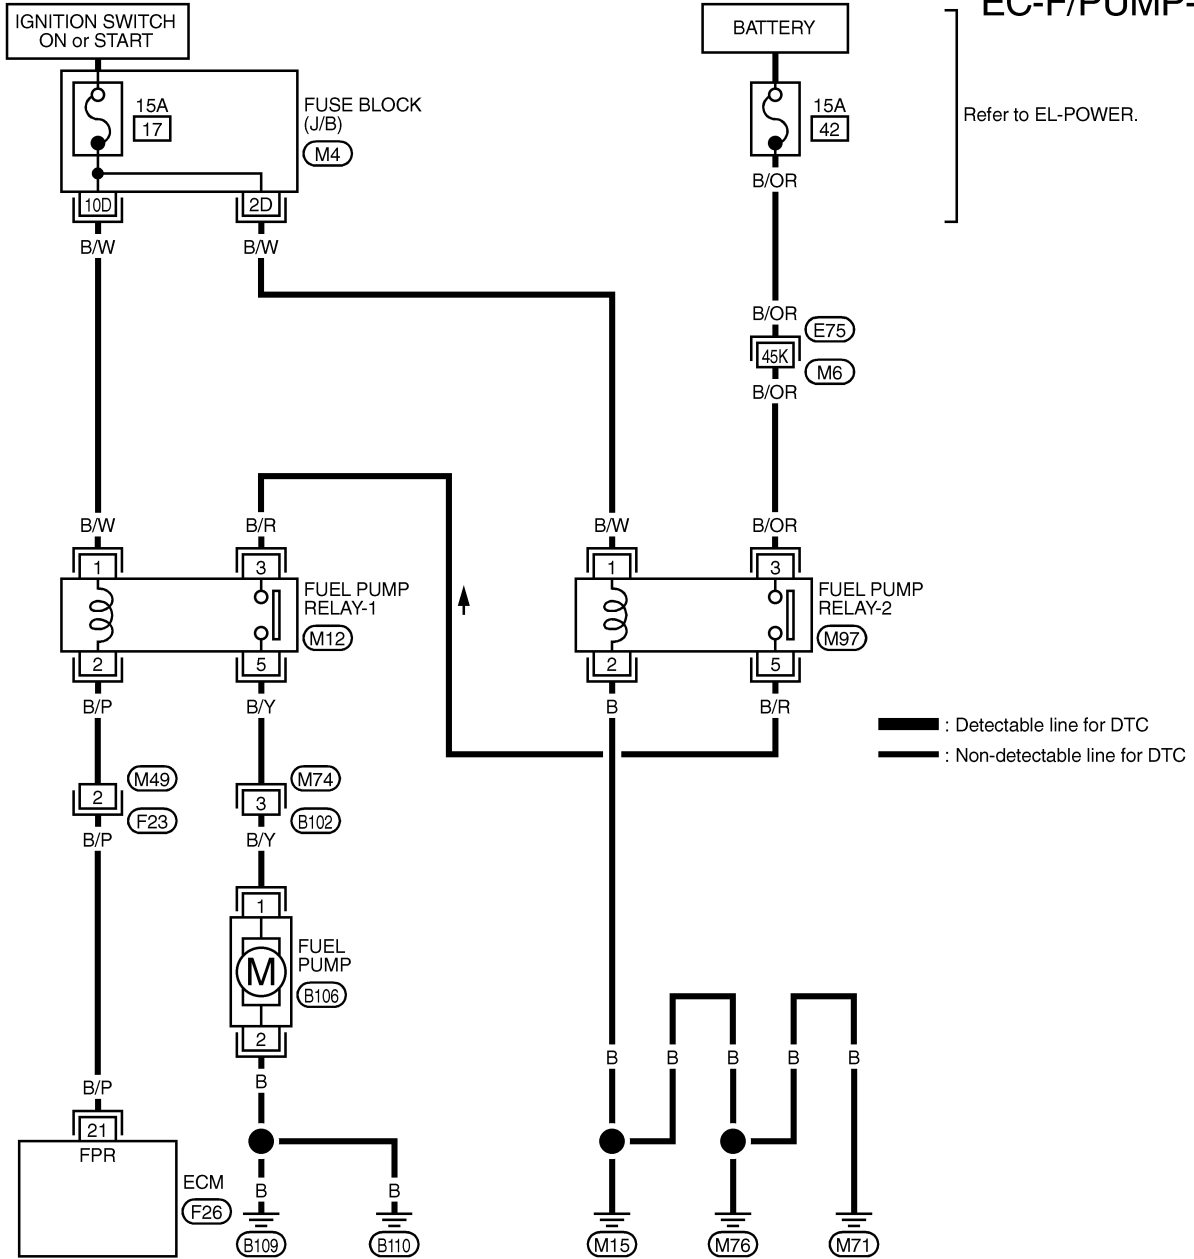 EC-F/PUMP-
IGNITION SWITCH
ON or START
BATTERY
15A
17
FUSE BLOCK
(J/B)
M4
15A
42
Refer to EL-POWER.
B/OR
10D
2D
B/W
B/W
B/OR
E75
45K
M6
B/OR
B/W
B/R
B/W
B/OR
1
3
1
3
FUEL PUMP
RELAY-1
M12
FUEL PUMP
RELAY-2
M97
2
5
2
5
B/P
B/Y
B
B/R
: Detectable line for DTC
: Non-detectable line for DTC
M49
2
F23
M74
3
B102
B/P
B/Y
1
FUEL
PUMP
M
B106
2
B
B
B
B
B
B/P
B
21
FPR
ECM
F26
B
B
B109
B110
M15
M76
M71